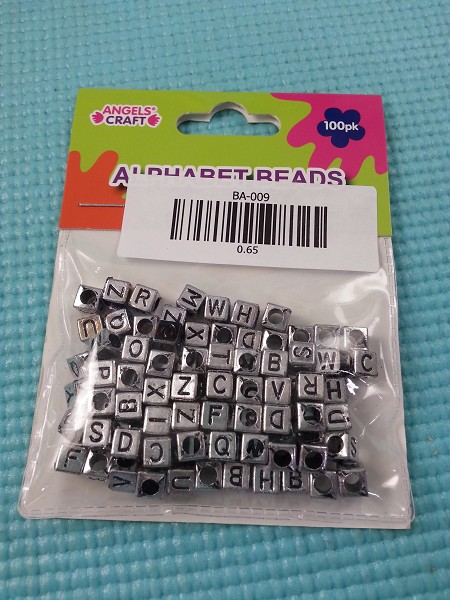 ANGELS®
CRAFT
100pk
ALPHABET BEADS
BA-009
0.65
Z R M W H
U Q Z X D
O T B S W C
P X Z C V R H
B I Z F D U
S D C I Q W S
F V U B H B